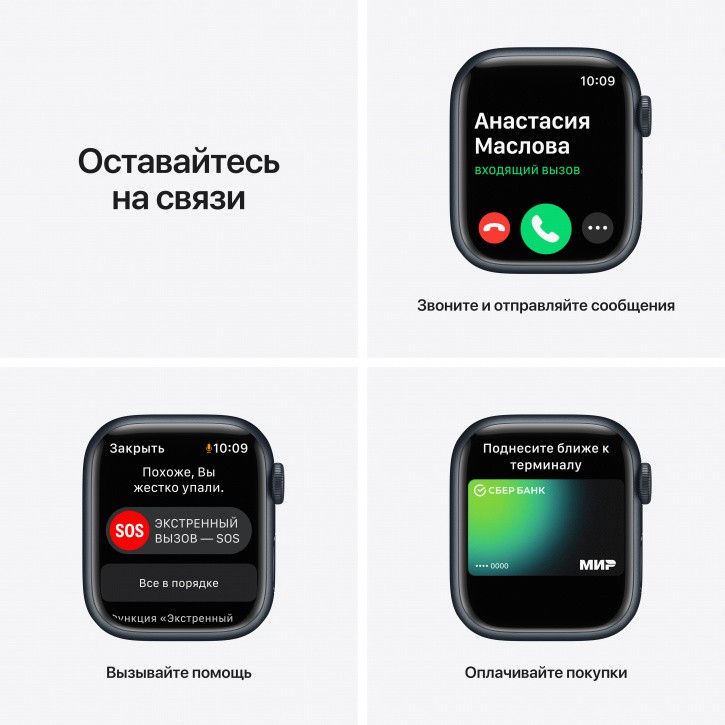 Оставайтесь
на связи
10:09
Анастасия
Маслова
входящий вызов
Звоните и отправляйте сообщения
Закрыть 10:09
Похоже, Вы
жестко упали.
SOS
ЭКСТРЕННЫЙ
ВЫЗОВ — SOS
Все в порядке
Функция «Экстренный
Вызывайте помощь
Поднесите ближе к
терминалу
СБЕР БАНК
•••• 0000
МИР
Оплачивайте покупки